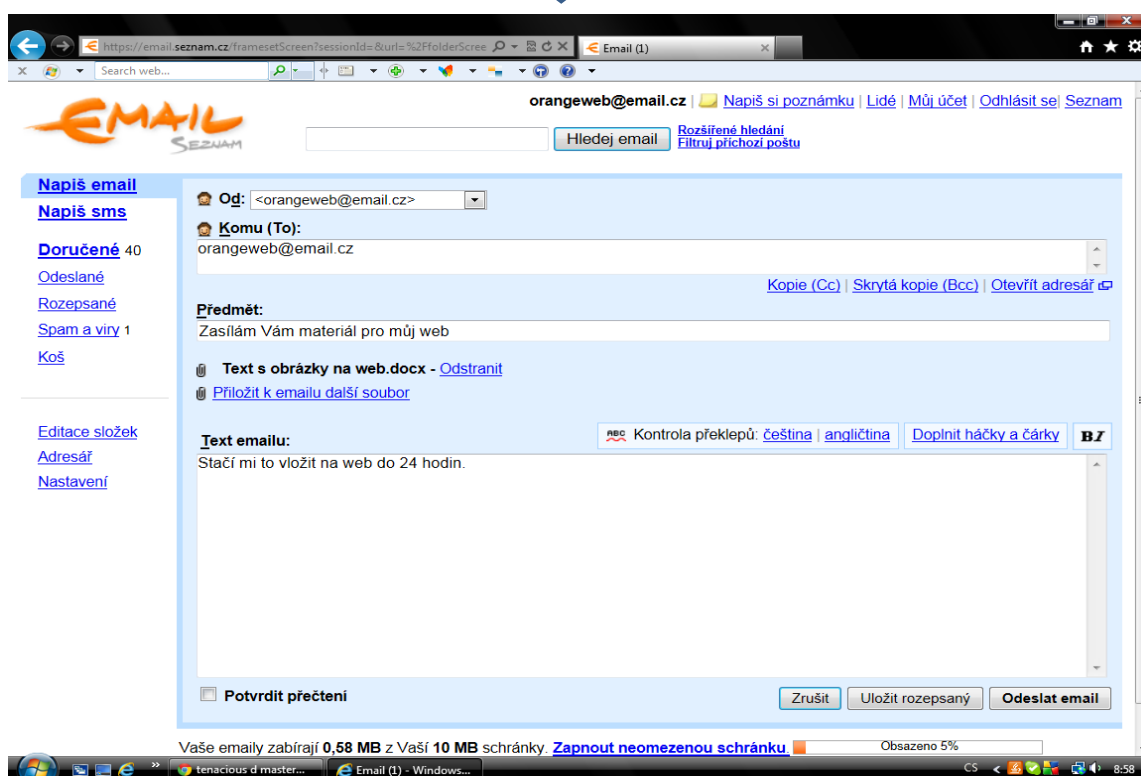 https://email.seznam.cz/framesetScreen?sessionId=&url=%2FfolderScree
Email (1)
Search web...
EMAIL
SEZNAM
orangeweb@email.cz | Napiš si poznámku | Lidé | Můj účet | Odhlásit se| Seznam
Hledej email
Rozšířené hledání
Filtruj příchozí poštu
Napiš email
Napiš sms
Doručené 40
Odeslané
Rozepsané
Spam a viry 1
Koš
Editace složek
Adresář
Nastavení
Od: <orangeweb@email.cz>
Komu (To):
orangeweb@email.cz
Kopie (Cc) | Skrytá kopie (Bcc) | Otevřít adresář
Předmět:
Zasílám Vám materiál pro můj web
Text s obrázky na web.docx - Odstranit
Přiložit k emailu další soubor
Text emailu:
ABC Kontrola překlepů: čeština | angličtina
Doplnit háčky a čárky
B I
Stačí mi to vložit na web do 24 hodin.
Potvrdit přečtení
Zrušit
Uložit rozepsaný
Odeslat email
Vaše emaily zabírají 0,58 MB z Vaší 10 MB schránky. Zapnout neomezenou schránku.
Obsazeno 5%
tenacious d master...
Email (1) - Windows...
CS
8:58